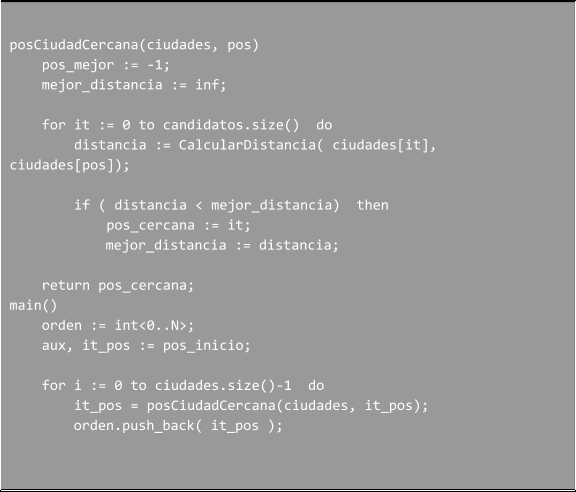 posCiudadCercana(ciudades, pos)
    pos_mejor := -1;
    mejor_distancia := inf;

    for it := 0 to candidatos.size()  do
        distancia := CalcularDistancia( ciudades[it],
ciudades[pos]);

        if ( distancia < mejor_distancia)  then
            pos_cercana := it;
            mejor_distancia := distancia;

    return pos_cercana;
main()
    orden := int<0..N>;
    aux, it_pos := pos_inicio;

    for i := 0 to ciudades.size()-1  do
        it_pos = posCiudadCercana(ciudades, it_pos);
        orden.push_back( it_pos );